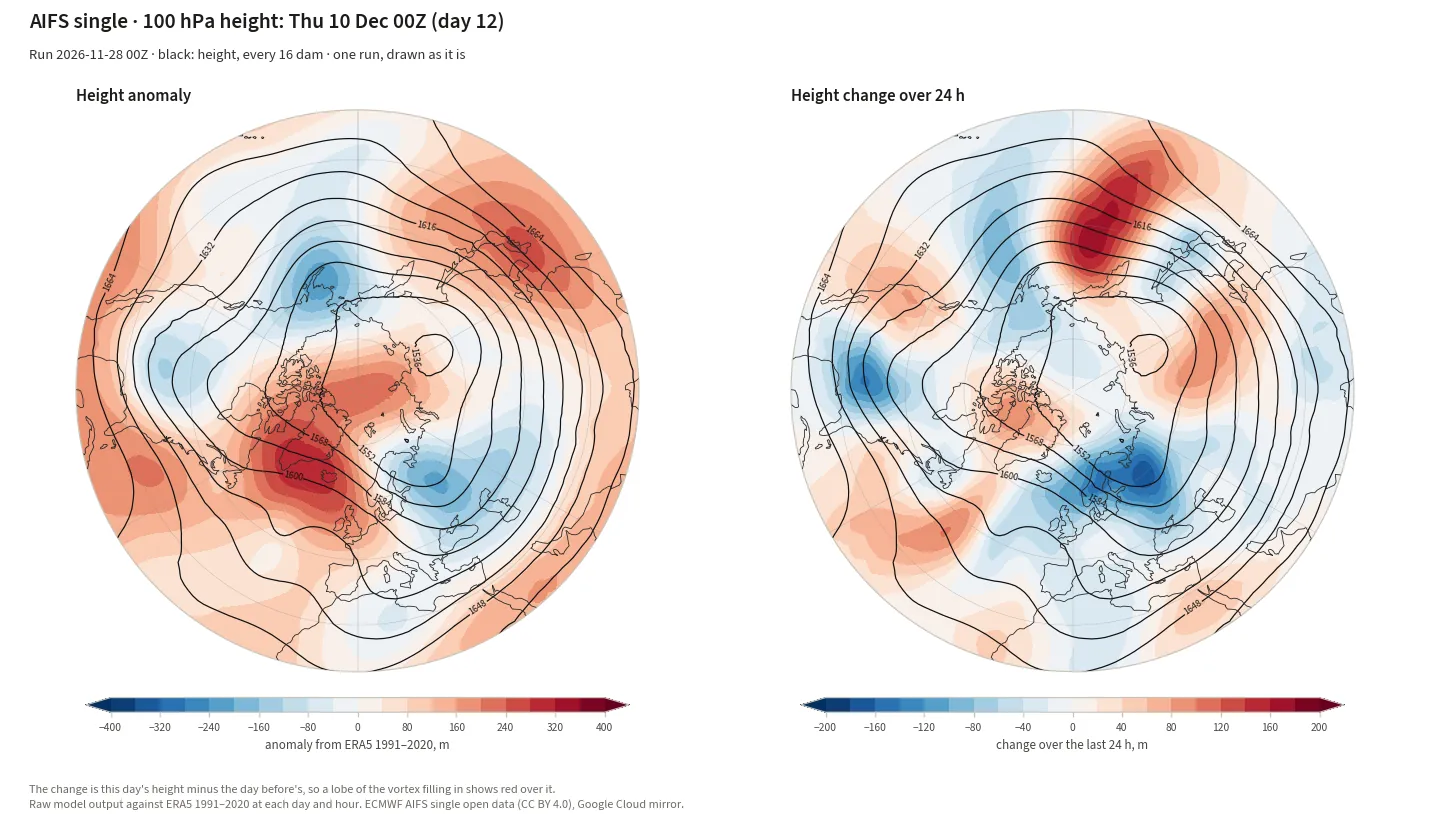 AIFS single · 100 hPa height: Thu 10 Dec 00Z (day 12)
Run 2026-11-28 00Z · black: height, every 16 dam · one run, drawn as it is
Height anomaly
Height change over 24 h
1616
1664
1632
1664
1536
1568
1552
1600
1584
1648
1616
1664
1632
1664
1536
1568
1552
1600
1584
1648
−400 −320 −240 −160 −80 0 80 160 240 320 400
anomaly from ERA5 1991–2020, m
−200 −160 −120 −80 −40 0 40 80 120 160 200
change over the last 24 h, m
The change is this day's height minus the day before's, so a lobe of the vortex filling in shows red over it.
Raw model output against ERA5 1991–2020 at each day and hour. ECMWF AIFS single open data (CC BY 4.0), Google Cloud mirror.